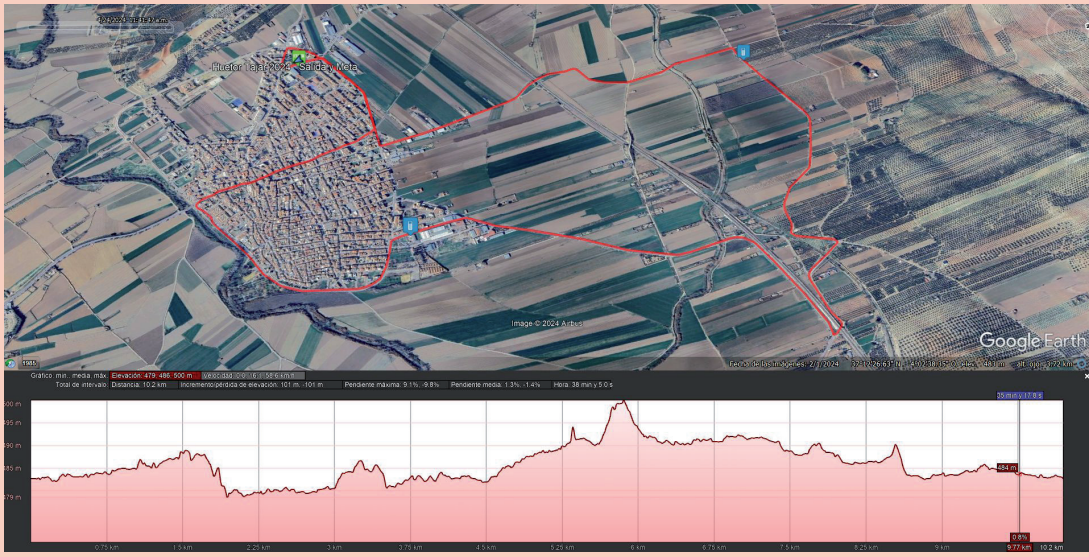 Huetor Tajar 2024 - Salida y Meta
Image © 2024 Airbus
Google Earth
1985
Gráfico: mín., media, máx. Elevación: 479, 486, 500 m
Total de intervalo: Distancia: 10.2 km Incremento/pérdida de elevación: 101 m, -101 m Pendiente máxima: 9.1%, -9.8% Pendiente media: 1.3%, -1.4% Hora: 38 min y 5.0 s
35 min y 17.8 s
500 m
495 m
490 m
485 m
479 m
484 m
0.8%
0.75 km 1.5 km 2.25 km 3 km 3.75 km 4.5 km 5.25 km 6 km 6.75 km 7.5 km 8.25 km 9 km 9.77 km 10.2 km